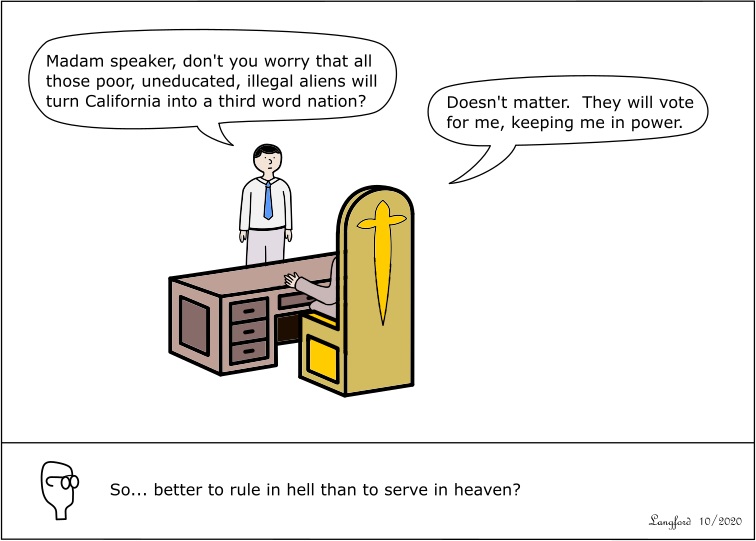 Madam speaker, don't you worry that all
those poor, uneducated, illegal aliens will
turn California into a third word nation?
Doesn't matter. They will vote
for me, keeping me in power.
So... better to rule in hell than to serve in heaven?
Langford 10/2020